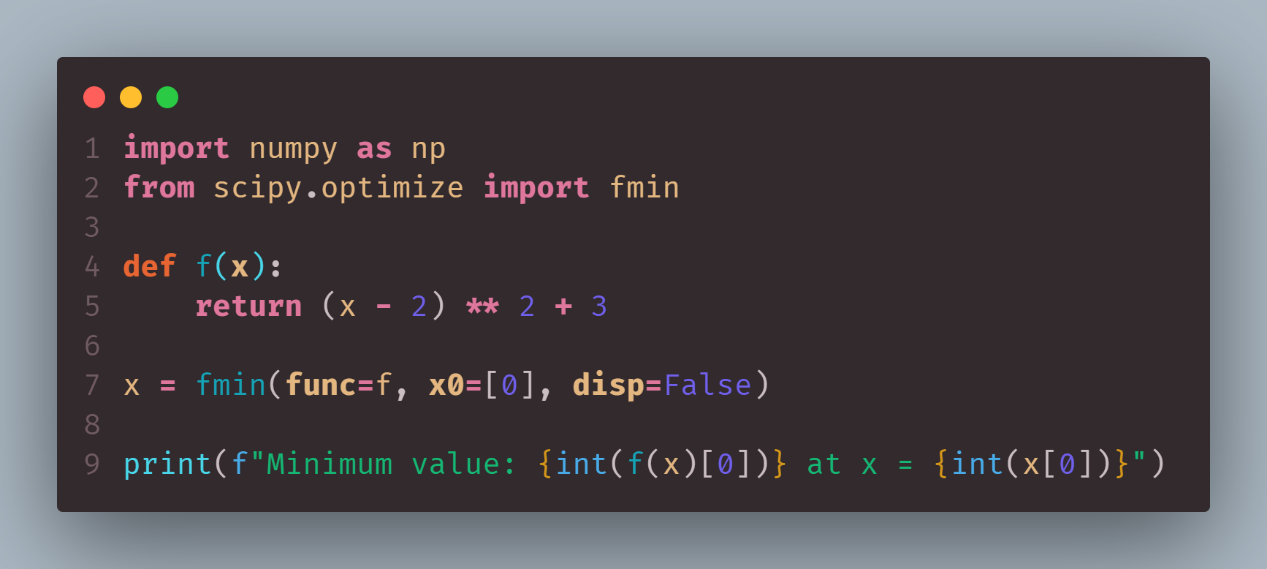 1 import numpy as np
2 from scipy.optimize import fmin
3
4 def f(x):
5     return (x - 2) ** 2 + 3
6
7 x = fmin(func=f, x0=[0], disp=False)
8
9 print(f"Minimum value: {int(f(x)[0])} at x = {int(x[0])}")